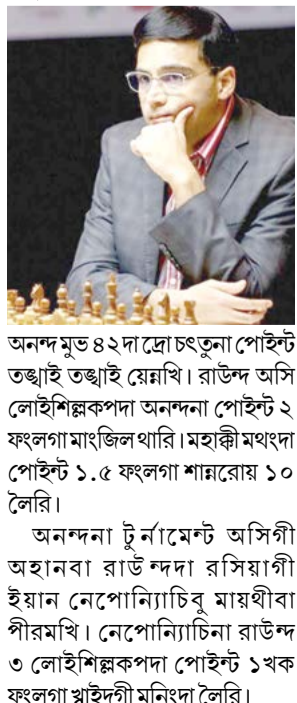 অনন্দ মুভ ৪২দা দ্রো চৎতুনা পোইন্ট
তঙ্খাই তঙ্খাই য়েন্নখি। রাউন্দ অসি
লোইশিল্লকপদা অনন্দনা পোইন্ট ২
ফংলগা মাংজিল থারি। মহাক্কী মথংদা
পোইন্ট ১.৫ ফংলগা শান্নরোয় ১০
লৈরি।
অনন্দনা টুর্নামেন্ট অসিগী
অহানবা রাউন্দদা রসিয়াগী
ইয়ান নেপোন্যিাচিবু মায়থীবা
পীরমখি। নেপোন্যিাচিনা রাউন্দ
৩ লোইশিল্লকপদা পোইন্ট ১খক
ফংলগা খ্বাইদগী মনিংদা লৈরি।